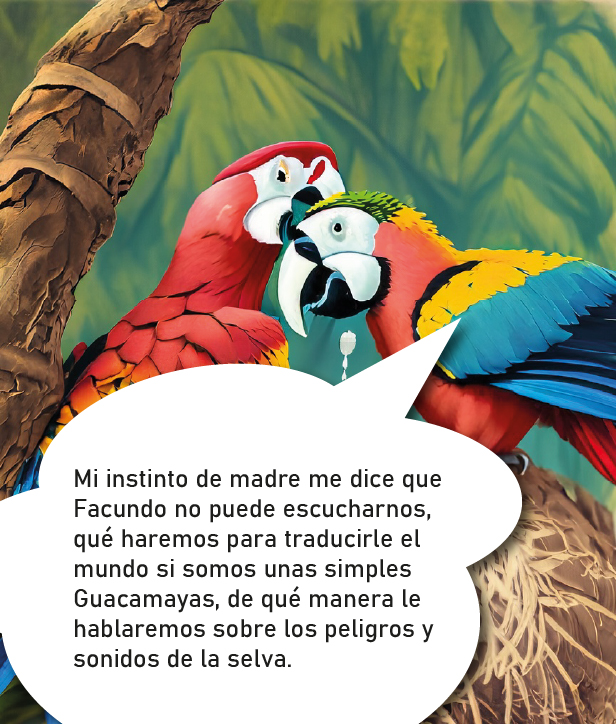 Mi instinto de madre me dice que
Facundo no puede escucharnos,
qué haremos para traducirle el
mundo si somos unas simples
Guacamayas, de qué manera le
hablaremos sobre los peligros y
sonidos de la selva.